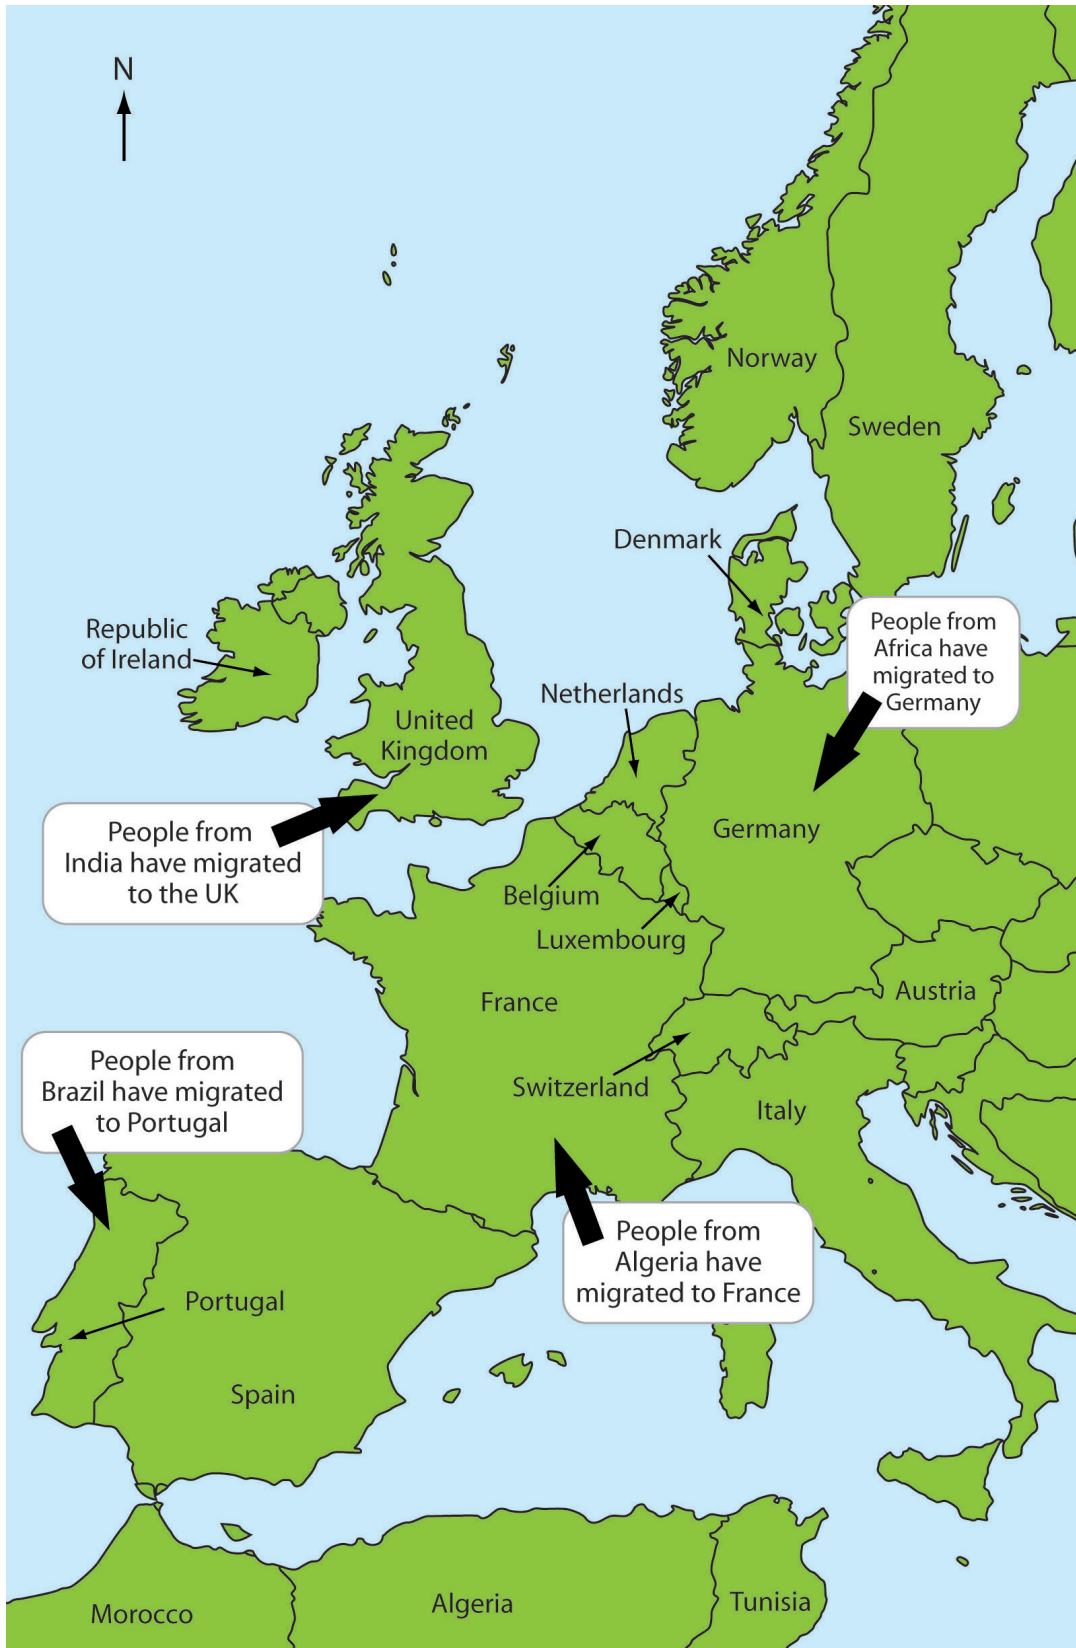 N
Norway
Sweden
Denmark
People from
Africa have
migrated to
Germany
Republic
of Ireland
Netherlands
United
Kingdom
People from
India have migrated
to the UK
Germany
Belgium
Luxembourg
France
Austria
People from
Brazil have migrated
to Portugal
Switzerland
Italy
People from
Algeria have
migrated to France
Portugal
Spain
Morocco
Algeria
Tunisia